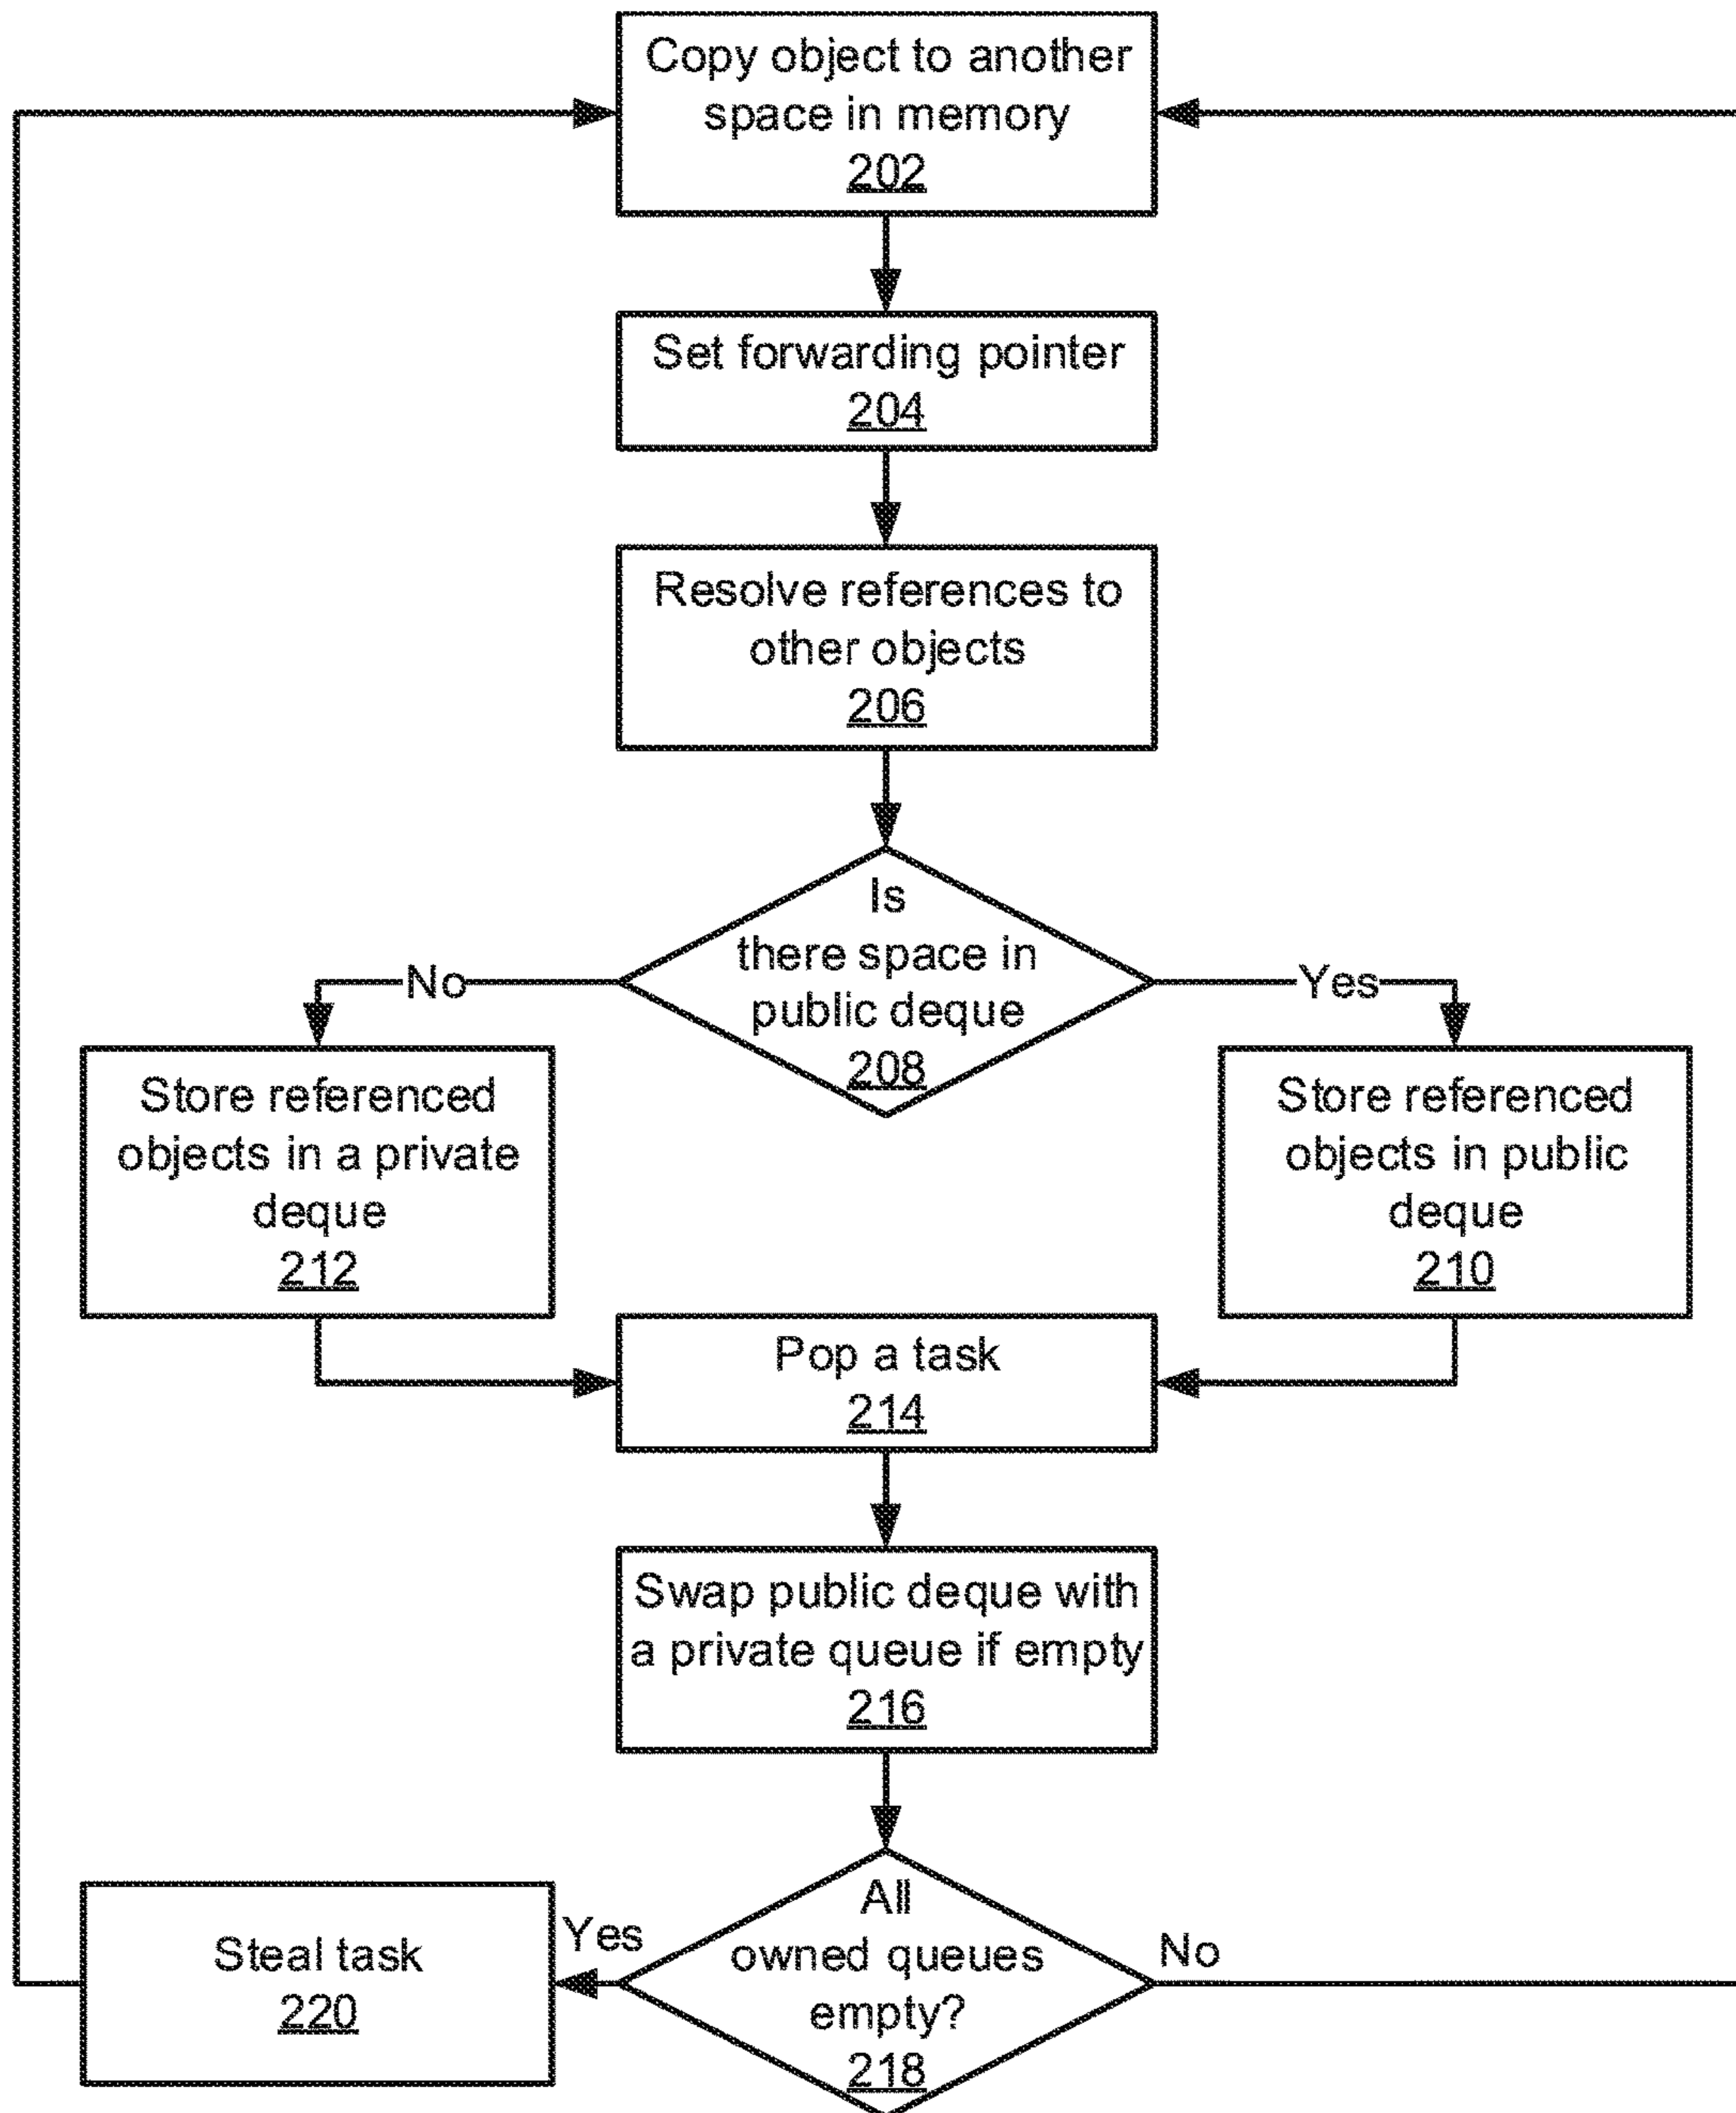 Copy object to another
space in memory
202
Set forwarding pointer
204
Resolve references to
other objects
206
Is
there space in
public deque
208
No
Yes
Store referenced
objects in a private
deque
212
Store referenced
objects in public
deque
210
Pop a task
214
Swap public deque with
a private queue if empty
216
All
owned queues
empty?
218
Yes
No
Steal task
220